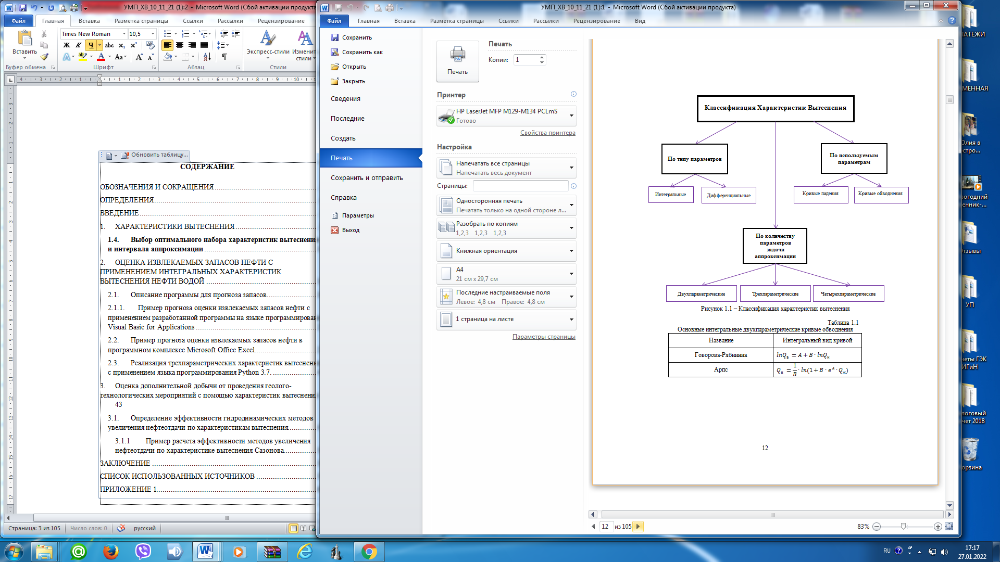 УМП_ХВ_10_11_21 (1):2 - Microsoft Word (Сбой активации продукта
Файл Главная Вставка Разметка страницы Ссылки Рассылки Рецензирование
Times New Roman 10,5
Вставить Ж К Ч abc x₂ x²
Экспресс-стили Изменить стили
Буфер обмена Шрифт Абзац Стили
Обновить таблицу...
СОДЕРЖАНИЕ
ОБОЗНАЧЕНИЯ И СОКРАЩЕНИЯ
ОПРЕДЕЛЕНИЯ
ВВЕДЕНИЕ
1. ХАРАКТЕРИСТИКИ ВЫТЕСНЕНИЯ
1.4. Выбор оптимального набора характеристик вытеснени
и интервала аппроксимации
2. ОЦЕНКА ИЗВЛЕКАЕМЫХ ЗАПАСОВ НЕФТИ С
ПРИМЕНЕНИЕМ ИНТЕГРАЛЬНЫХ ХАРАКТЕРИСТИК
ВЫТЕСНЕНИЯ НЕФТИ ВОДОЙ
2.1. Описание программы для прогноза запасов
2.1.1. Пример прогноза оценки извлекаемых запасов нефти с
применением разработанной программы на языке программирован
Visual Basic for Applications
2.2. Пример прогноза оценки извлекаемых запасов нефти в
программном комплексе Microsoft Office Excel
2.3. Реализация трехпараметрических характеристик вытеснени
с применением языка программирования Python 3.7.
3. Оценка дополнительной добычи от проведения геолого-
технологических мероприятий с помощью характеристик вытеснени
43
3.1. Определение эффективности гидродинамических методов
увеличения нефтеотдачи по характеристикам вытеснения
3.1.1 Пример расчета эффективности методов увеличения
нефтеотдачи по характеристике вытеснения Сазонова
ЗАКЛЮЧЕНИЕ
СПИСОК ИСПОЛЬЗОВАННЫХ ИСТОЧНИКОВ
ПРИЛОЖЕНИЕ 1
Страница: 3 из 105 Число слов: 0 русский
УМП_ХВ_10_11_21 (1):1 - Microsoft Word (Сбой активации продукта)
Файл Главная Вставка Разметка страницы Ссылки Рассылки Рецензирование Вид
Сохранить
Сохранить как
Открыть
Закрыть
Сведения
Последние
Создать
Печать
Сохранить и отправить
Справка
Параметры
Выход
Печать
Печать
Копии: 1
Принтер
HP LaserJet MFP M129-M134 PCLmS
Готово
Свойства принтера
Настройка
Напечатать все страницы
Напечатать весь документ
Страницы:
Односторонняя печать
Печатать только на одной стороне л...
Разобрать по копиям
1,2,3 1,2,3 1,2,3
Книжная ориентация
A4
21 см x 29,7 см
Последние настраиваемые поля
Левое: 4,8 см Правое: 4,8 см
1 страница на листе
Параметры страницы
Классификация Характеристик Вытеснения
По типу параметров
По используемым
параметрам
Интегральные
Дифференциальные
Кривые падения
Кривые обводнения
По количеству
параметров
задачи
аппроксимации
Двухпараметрические
Трехпараметрические
Четырехпараметрические
Рисунок 1.1 – Классификация характеристик вытеснения
Таблица 1.1
Основные интегральные двухпараметрические кривые обводнения
Название Интегральный вид кривой
Говорова-Рябинина lnQв = A + B · lnQн
Арпс Qн = 1/B · ln(1 + B · e^A · Qж)
12
12 из 105
83%
ЛАТЕЖИ
МЕННАЯ
Юлия в
стро...
вогодний
енник-...
тзывы
УП
четы ГЭК
ИГиН
логовый
чет 2018
орзина
RU
17:17
27.01.2022